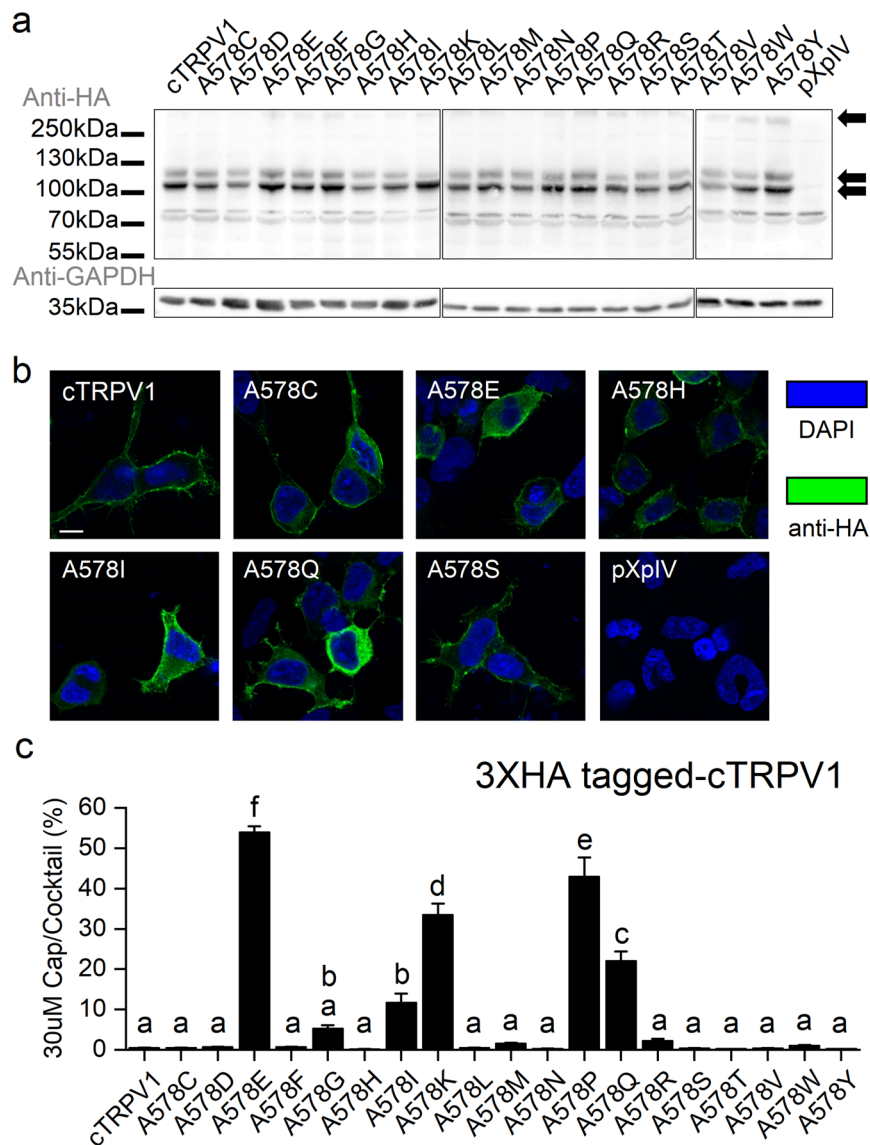 a
cTRPV1 A578C A578D A578E A578F A578G A578H A578I A578K A578L A578M A578N A578P A578Q A578R A578S A578T A578V A578W A578Y pXpIV
Anti-HA
250kDa
130kDa
100kDa
70kDa
55kDa
Anti-GAPDH
35kDa
b
cTRPV1 A578C A578E A578H
DAPI
anti-HA
A578I A578Q A578S pXpIV
c
3XHA tagged-cTRPV1
30uM Cap/Cocktail (%)
60
50
40
30
20
10
0
a a a f a b a a b d a a a e c a a a a a a
cTRPV1 A578C A578D A578E A578F A578G A578H A578I A578K A578L A578M A578N A578P A578Q A578R A578S A578T A578V A578W A578Y